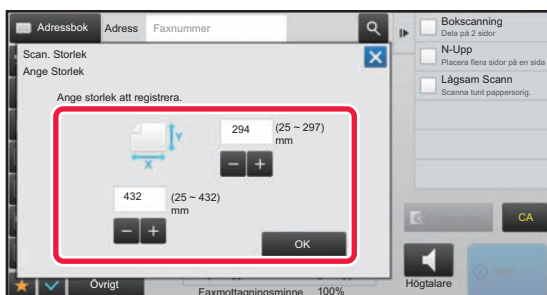 Adressbok Adress Faxnummer
Scan. Storlek
Ange Storlek
Ange storlek att registrera.
Y
X
294 (25 ~ 297)
mm
432 (25 ~ 432)
mm
OK
Övrigt
Faxmottagningsminne 100%
Bokscanning
Dela på 2 sidor
N-Upp
Placera flera sidor på en sida
Lågsam Scann
Scanna tunt pappersorig.
CA
Högtalare
Start